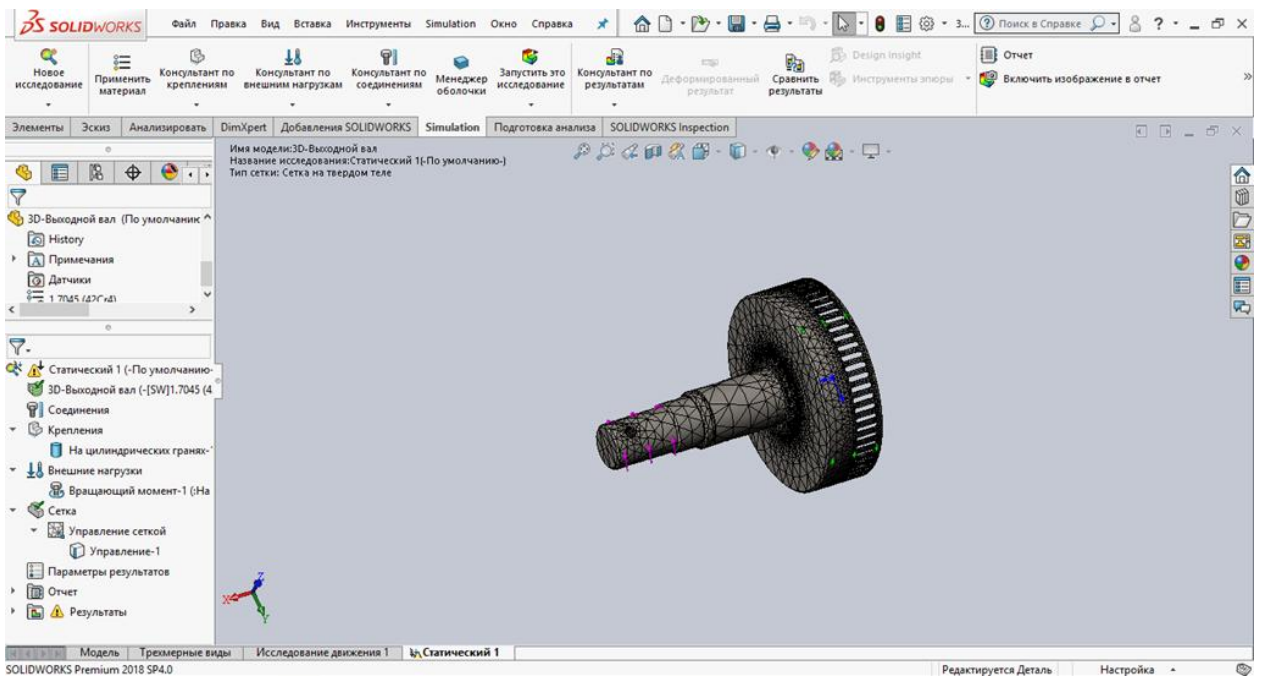 SOLIDWORKS Файл Правка Вид Вставка Инструменты Simulation Окно Справка З... Поиск в Справке ?
Новое исследование
Применить материал
Консультант по креплениям
Консультант по внешним нагрузкам
Консультант по соединениям
Менеджер оболочки
Запустить это исследование
Консультант по результатам
Деформированный результат
Сравнить результаты
Design Insight
Инструменты эпюры
Отчет
Включить изображение в отчет
Элементы Эскиз Анализировать DimXpert Добавления SOLIDWORKS Simulation Подготовка анализа SOLIDWORKS Inspection
Имя модели:3D-Выходной вал
Название исследования:Статический 1(-По умолчанию-)
Тип сетки: Сетка на твердом теле
3D-Выходной вал (По умолчаник
History
Примечания
Датчики
1.7045 (42Cr4)
Статический 1 (-По умолчанию-
3D-Выходной вал (-[SW]1.7045 (4
Соединения
Крепления
На цилиндрических гранях-
Внешние нагрузки
Вращающий момент-1 (:На
Сетка
Управление сеткой
Управление-1
Параметры результатов
Отчет
Результаты
Z
X
Y
Модель Трехмерные виды Исследование движения 1 Статический 1
SOLIDWORKS Premium 2018 SP4.0 Редактируется Деталь Настройка